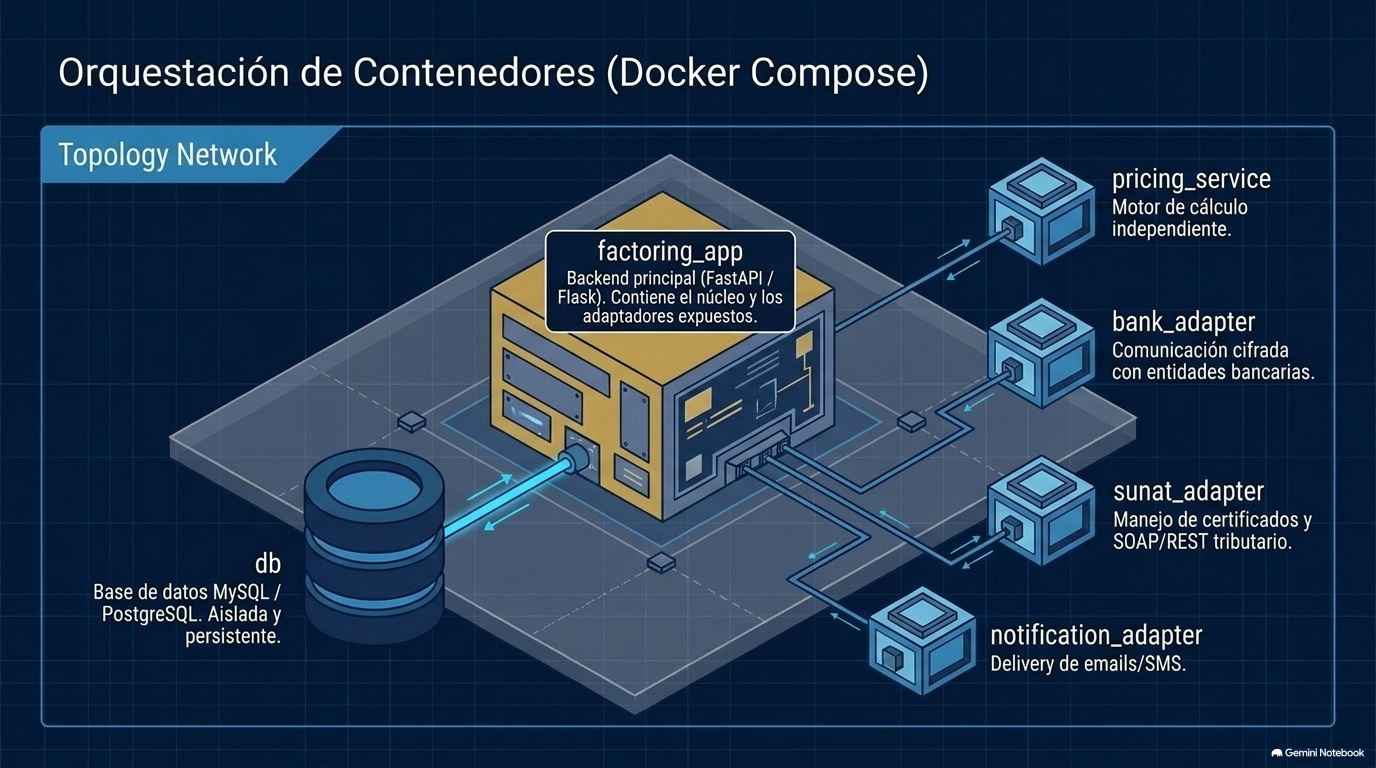 Orquestación de Contenedores (Docker Compose)
Topology Network
factoring_app
Backend principal (FastAPI /
Flask). Contiene el núcleo y los
adaptadores expuestos.
pricing_service
Motor de cálculo
independiente.
bank_adapter
Comunicación cifrada
con entidades bancarias.
sunat_adapter
Manejo de certificados y
SOAP/REST tributario.
db
Base de datos MySQL /
PostgreSQL. Aislada y
persistente.
notification_adapter
Delivery de emails/SMS.
Gemini Notebook